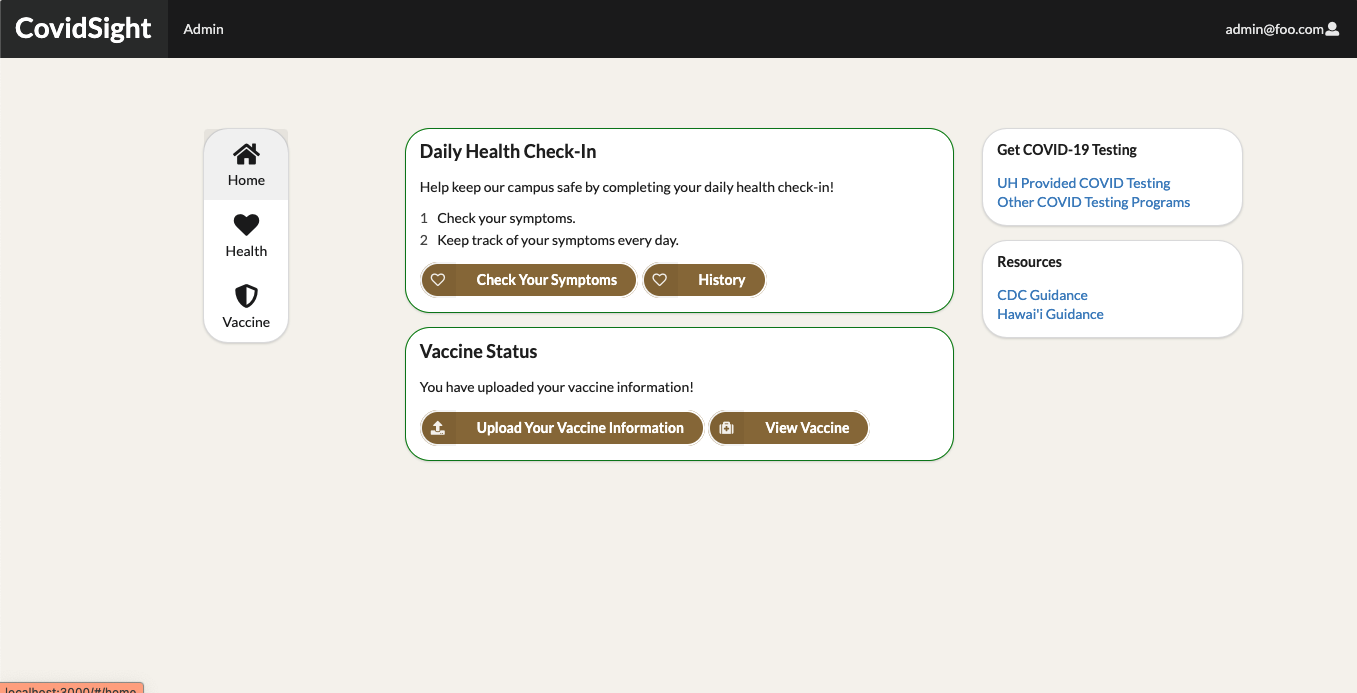 CovidSight
Admin
admin@foo.com
Home
Health
Vaccine
Daily Health Check-In
Help keep our campus safe by completing your daily health check-in!
1 Check your symptoms.
2 Keep track of your symptoms every day.
Check Your Symptoms
History
Vaccine Status
You have uploaded your vaccine information!
Upload Your Vaccine Information
View Vaccine
Get COVID-19 Testing
UH Provided COVID Testing
Other COVID Testing Programs
Resources
CDC Guidance
Hawai'i Guidance
localhost:3000/#/home